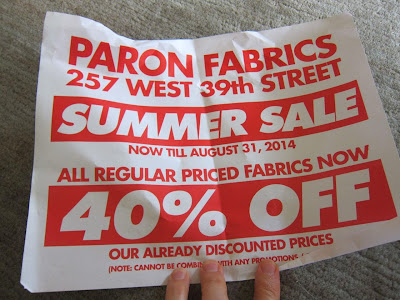 PARON FABRICS
257 WEST 39th STREET
SUMMER SALE
NOW TILL AUGUST 31, 2014
ALL REGULAR PRICED FABRICS NOW
40% OFF
OUR ALREADY DISCOUNTED PRICES
(NOTE: CANNOT BE COMBINED WITH ANY PROMOTIONS